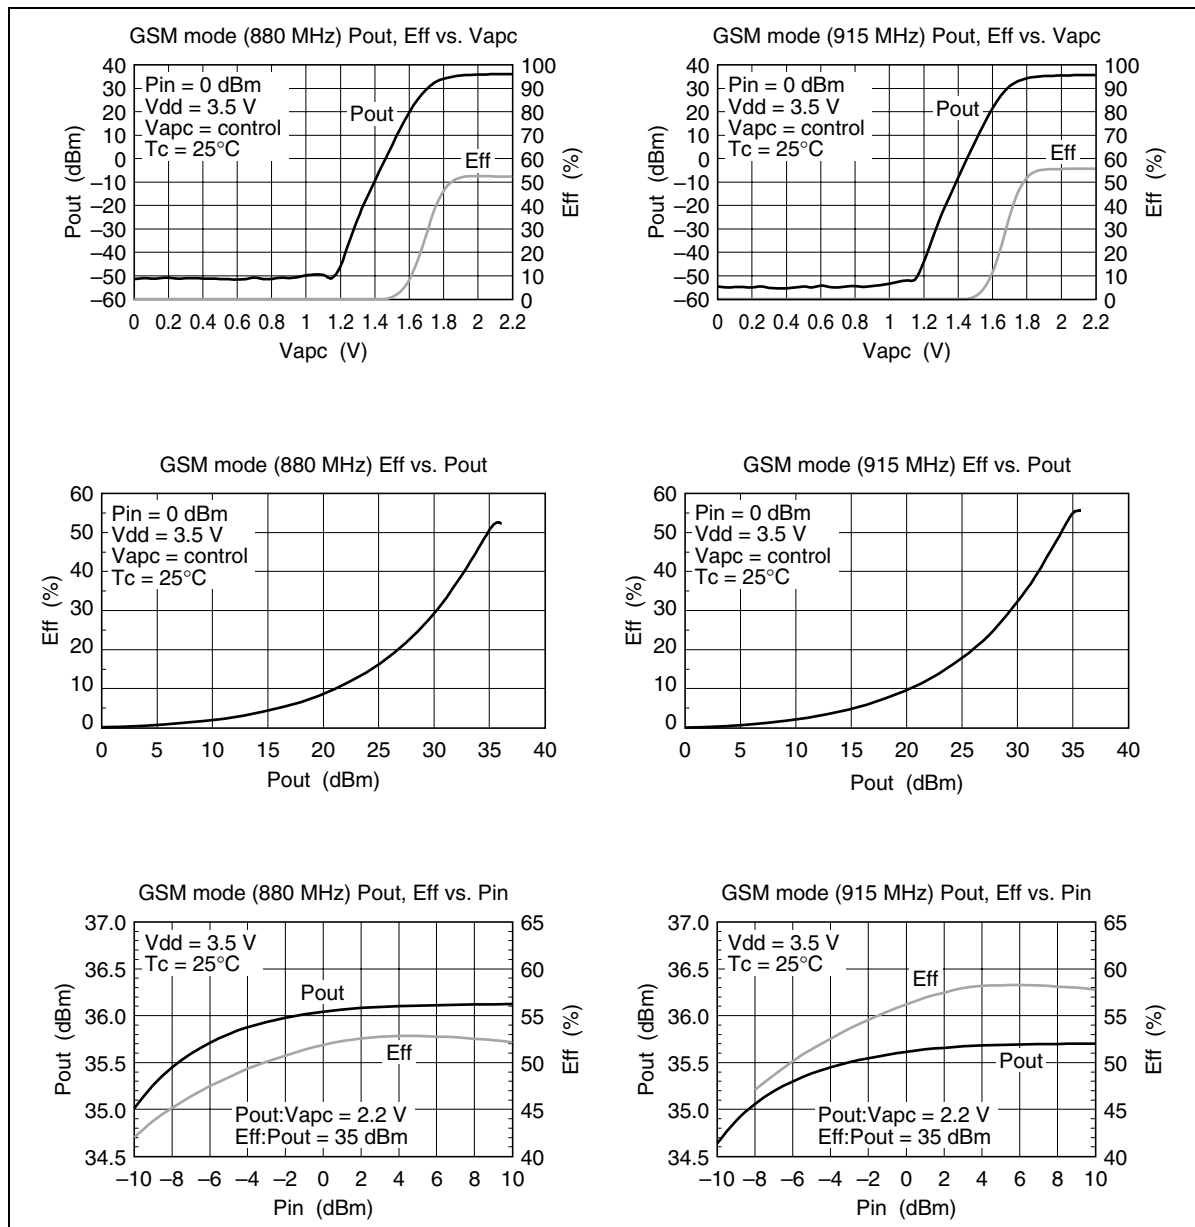 GSM mode (880 MHz) Pout, Eff vs. Vapc
40
30
20
10
0
–10
–20
–30
–40
–50
–60
Pout (dBm)
Pin = 0 dBm
Vdd = 3.5 V
Vapc = control
Tc = 25°C
Pout
Eff
100
90
80
70
60
50
40
30
20
10
0
Eff (%)
0 0.2 0.4 0.6 0.8 1 1.2 1.4 1.6 1.8 2 2.2
Vapc (V)
GSM mode (915 MHz) Pout, Eff vs. Vapc
40
30
20
10
0
–10
–20
–30
–40
–50
–60
Pout (dBm)
Pin = 0 dBm
Vdd = 3.5 V
Vapc = control
Tc = 25°C
Pout
Eff
100
90
80
70
60
50
40
30
20
10
0
Eff (%)
0 0.2 0.4 0.6 0.8 1 1.2 1.4 1.6 1.8 2 2.2
Vapc (V)
GSM mode (880 MHz) Eff vs. Pout
60
50
40
30
20
10
0
Eff (%)
Pin = 0 dBm
Vdd = 3.5 V
Vapc = control
Tc = 25°C
0 5 10 15 20 25 30 35 40
Pout (dBm)
GSM mode (915 MHz) Eff vs. Pout
60
50
40
30
20
10
0
Eff (%)
Pin = 0 dBm
Vdd = 3.5 V
Vapc = control
Tc = 25°C
0 5 10 15 20 25 30 35 40
Pout (dBm)
GSM mode (880 MHz) Pout, Eff vs. Pin
37.0
36.5
36.0
35.5
35.0
34.5
Pout (dBm)
Vdd = 3.5 V
Tc = 25°C
Pout
Eff
Pout:Vapc = 2.2 V
Eff:Pout = 35 dBm
65
60
55
50
45
40
Eff (%)
–10 –8 –6 –4 –2 0 2 4 6 8 10
Pin (dBm)
GSM mode (915 MHz) Pout, Eff vs. Pin
37.0
36.5
36.0
35.5
35.0
34.5
Pout (dBm)
Vdd = 3.5 V
Tc = 25°C
Eff
Pout
Pout:Vapc = 2.2 V
Eff:Pout = 35 dBm
65
60
55
50
45
40
Eff (%)
–10 –8 –6 –4 –2 0 2 4 6 8 10
Pin (dBm)